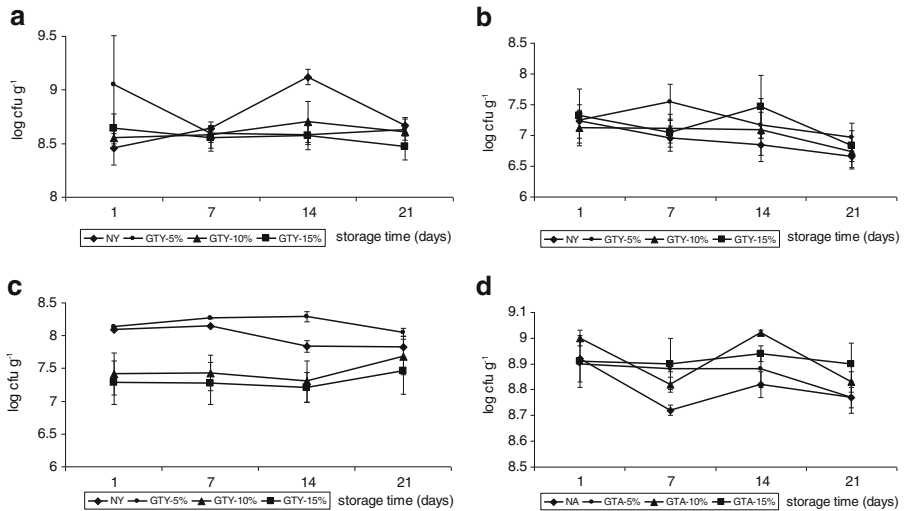 a
9.5
9
8.5
8
log cfu g⁻¹
1 7 14 21
NY GTY-5% GTY-10% GTY-15%
storage time (days)
b
8.5
8
7.5
7
6.5
6
log cfu g⁻¹
1 7 14 21
NY GTY-5% GTY-10% GTY-15%
storage time (days)
c
8.5
8
7.5
7
6.5
6
log cfu g⁻¹
1 7 14 21
NY GTY-5% GTY-10% GTY-15%
storage time (days)
d
9.1
9
8.9
8.8
8.7
8.6
8.5
log cfu g⁻¹
1 7 14 21
NA GTA-5% GTA-10% GTA-15%
storage time (days)